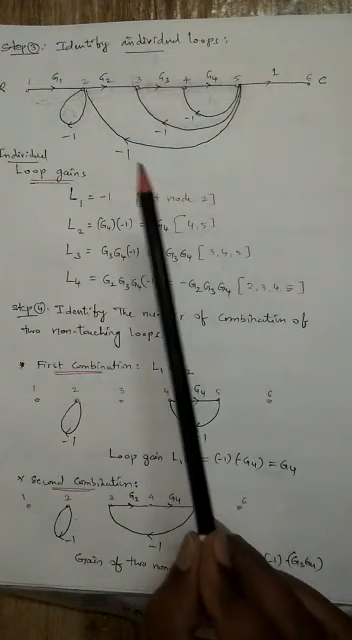 Step ③: Identify individual loops:
R 1 G₁ 2 G₂ 3 G₃ 4 G₄ 5 1 6 C
-1 -1 -1
-1
Individual
Loop gains
L₁ = -1 node 2]
L₂ = (G₄)(-1) G₄ [4,5]
L₃ = G₃G₄(-1) G₃G₄ [3,4,5]
L₄ = G₂G₃G₄(-1) = -G₂G₃G₄ [2,3,4,5]
Step ④: Identify The number of combination of
two non-touching loops.
* First Combination: L₁
1 2 3 4 G₄ 5 6
-1
Loop gain L₁ = (-1)(-G₄) = G₄
* Second Combination:
1 2 3 G₃ 4 G₄ 6
-1 -1
Gain of two non (-1)(-G₃G₄)